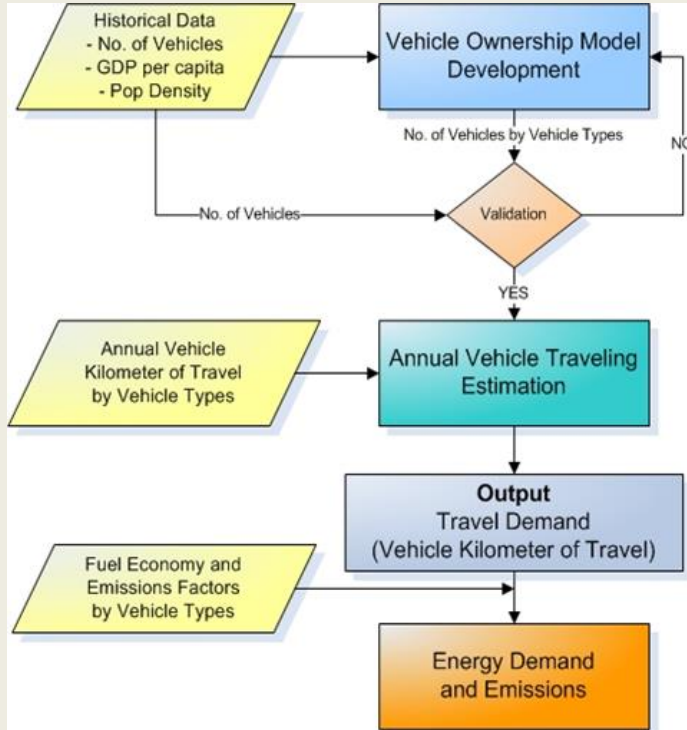 Historical Data
- No. of Vehicles
- GDP per capita
- Pop Density
Vehicle Ownership Model
Development
No. of Vehicles by Vehicle Types
NO
No. of Vehicles
Validation
YES
Annual Vehicle
Kilometer of Travel
by Vehicle Types
Annual Vehicle Traveling
Estimation
Output
Travel Demand
(Vehicle Kilometer of Travel)
Fuel Economy and
Emissions Factors
by Vehicle Types
Energy Demand
and Emissions